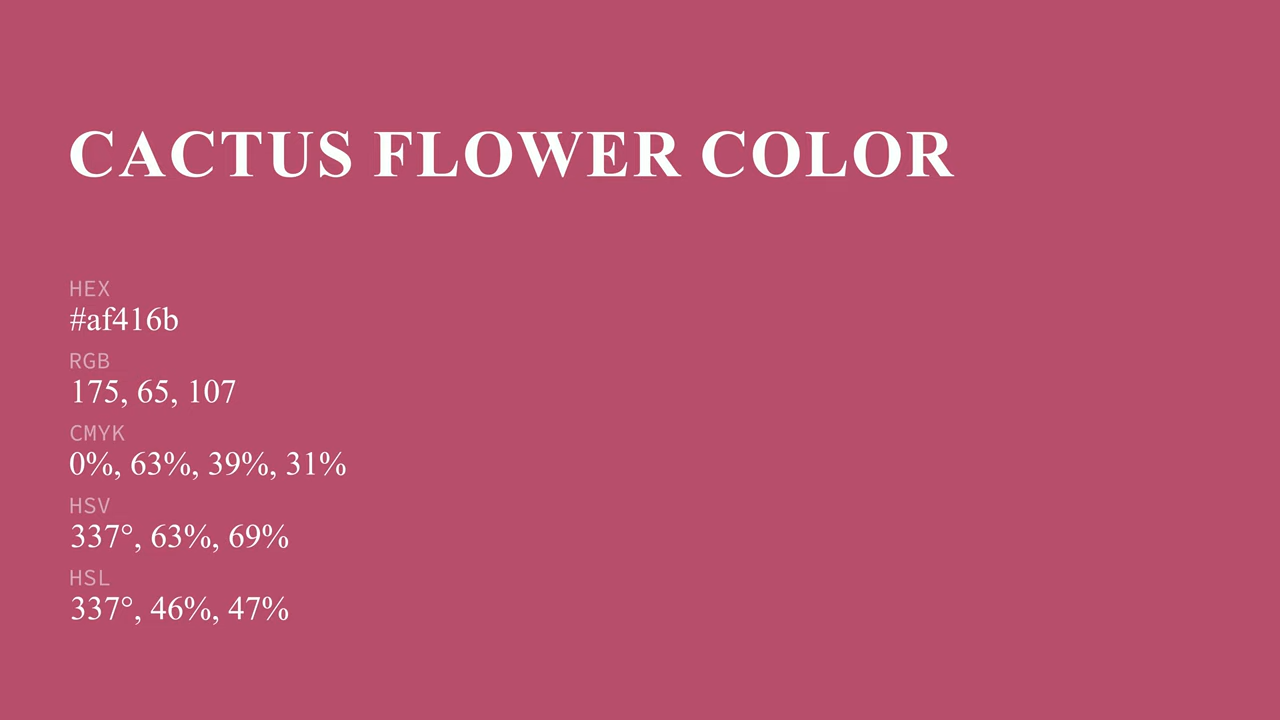 CACTUS FLOWER COLOR
HEX
#af416b
RGB
175, 65, 107
CMYK
0%, 63%, 39%, 31%
HSV
337°, 63%, 69%
HSL
337°, 46%, 47%